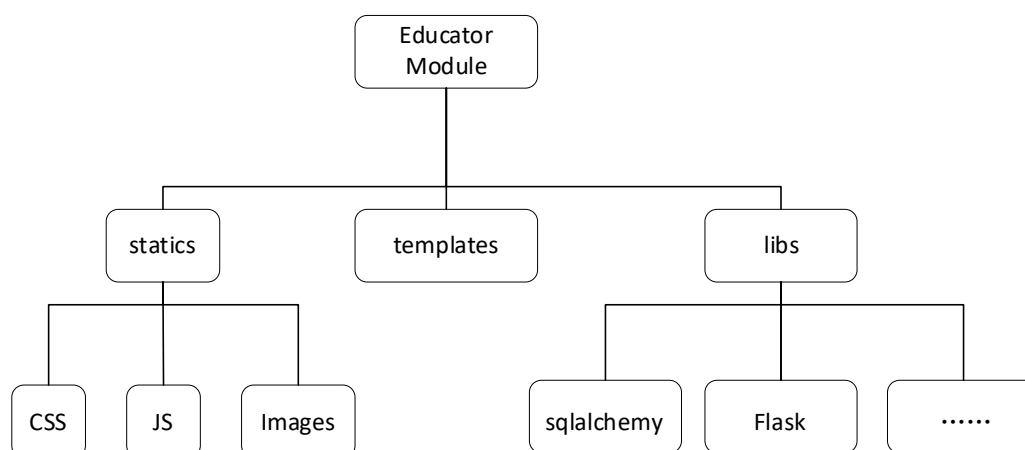 Educator
Module
statics
templates
libs
CSS
JS
Images
sqlalchemy
Flask
……